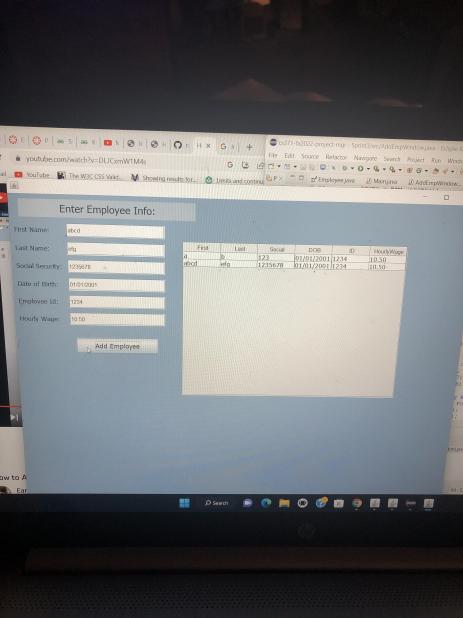 youtube.com/watch?v=DLJCxmW1M4s
File Edit Source Refactor Navigate Search Project Run
YouTube The W3C CSS Valid... Showing results for... Limits and continu
Employee.java Main.java AddEmpWindow...
Enter Employee Info:
First Name: abcd
Last Name: efg
Social Security: 1235678
Date of Birth: 01/01/2001
Employee Id: 1234
Hourly Wage: 10.50
Add Employee
First Last Social DOB ID HourlyWage
a b 123 01/01/2001 1234 10.50
abcd efg 1235678 01/01/2001 1234 10.50
ow to A
Ear
Search
hp